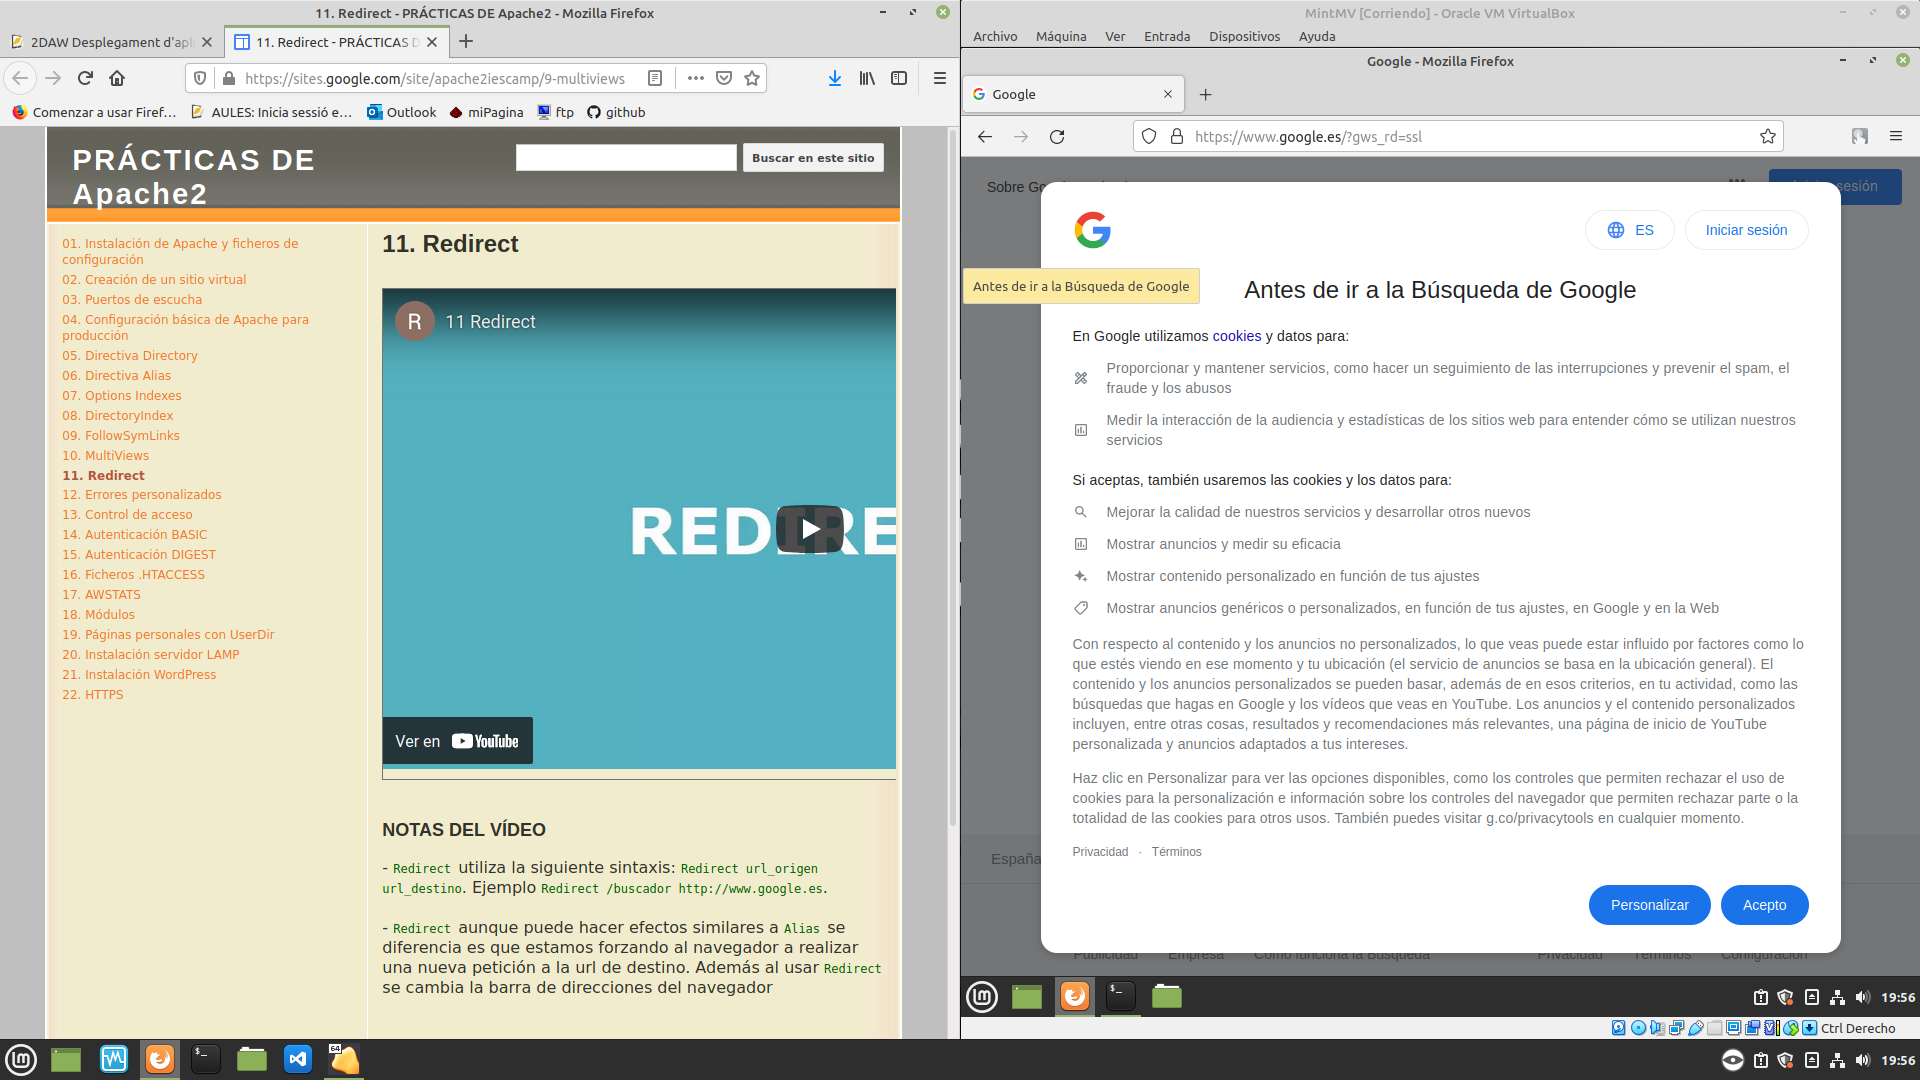 11. Redirect - PRÁCTICAS DE Apache2 - Mozilla Firefox
2DAW Desplegament d'apl
11. Redirect - PRÁCTICAS D
https://sites.google.com/site/apache2iescamp/9-multiviews
Comenzar a usar Firef…
AULES: Inicia sessió e…
Outlook
miPagina
ftp
github
PRÁCTICAS DE
Apache2
Buscar en este sitio
01. Instalación de Apache y ficheros de
configuración
02. Creación de un sitio virtual
03. Puertos de escucha
04. Configuración básica de Apache para
producción
05. Directiva Directory
06. Directiva Alias
07. Options Indexes
08. DirectoryIndex
09. FollowSymLinks
10. MultiViews
11. Redirect
12. Errores personalizados
13. Control de acceso
14. Autenticación BASIC
15. Autenticación DIGEST
16. Ficheros .HTACCESS
17. AWSTATS
18. Módulos
19. Páginas personales con UserDir
20. Instalación servidor LAMP
21. Instalación WordPress
22. HTTPS
11. Redirect
R
11 Redirect
REDIRE
Ver en YouTube
NOTAS DEL VÍDEO
- Redirect utiliza la siguiente sintaxis: Redirect url_origen
url_destino. Ejemplo Redirect /buscador http://www.google.es.
- Redirect aunque puede hacer efectos similares a Alias se
diferencia es que estamos forzando al navegador a realizar
una nueva petición a la url de destino. Además al usar Redirect
se cambia la barra de direcciones del navegador
64
19:56
MintMV [Corriendo] - Oracle VM VirtualBox
Archivo Máquina Ver Entrada Dispositivos Ayuda
Google - Mozilla Firefox
Google
https://www.google.es/?gws_rd=ssl
Sobre Go
sesión
ES
Iniciar sesión
Antes de ir a la Búsqueda de Google
Antes de ir a la Búsqueda de Google
En Google utilizamos cookies y datos para:
Proporcionar y mantener servicios, como hacer un seguimiento de las interrupciones y prevenir el spam, el
fraude y los abusos
Medir la interacción de la audiencia y estadísticas de los sitios web para entender cómo se utilizan nuestros
servicios
Si aceptas, también usaremos las cookies y los datos para:
Mejorar la calidad de nuestros servicios y desarrollar otros nuevos
Mostrar anuncios y medir su eficacia
Mostrar contenido personalizado en función de tus ajustes
Mostrar anuncios genéricos o personalizados, en función de tus ajustes, en Google y en la Web
Con respecto al contenido y los anuncios no personalizados, lo que veas puede estar influido por factores como lo
que estés viendo en ese momento y tu ubicación (el servicio de anuncios se basa en la ubicación general). El
contenido y los anuncios personalizados se pueden basar, además de en esos criterios, en tu actividad, como las
búsquedas que hagas en Google y los vídeos que veas en YouTube. Los anuncios y el contenido personalizados
incluyen, entre otras cosas, resultados y recomendaciones más relevantes, una página de inicio de YouTube
personalizada y anuncios adaptados a tus intereses.
Haz clic en Personalizar para ver las opciones disponibles, como los controles que permiten rechazar el uso de
cookies para la personalización e información sobre los controles del navegador que permiten rechazar parte o la
totalidad de las cookies para otros usos. También puedes visitar g.co/privacytools en cualquier momento.
Privacidad · Términos
España
Personalizar
Acepto
Publicidad Empresa Cómo funciona la Búsqueda Privacidad Términos Configuración
19:56
Ctrl Derecho